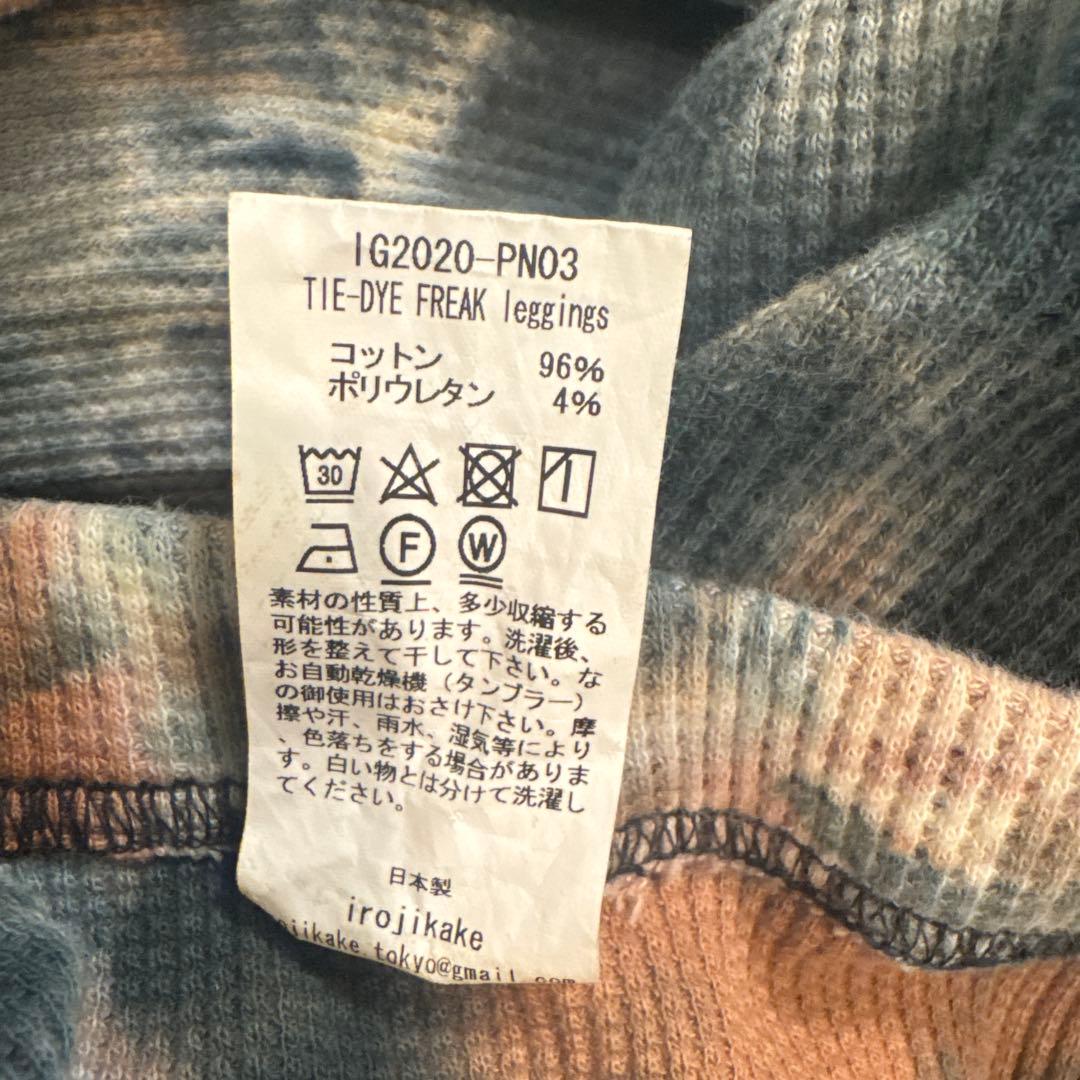 IG2020-PN03
TIE-DYE FREAK leggings
コットン 96%
ポリウレタン 4%
30
F W
素材の性質上、多少収縮する
可能性があります。洗濯後、
形を整えて干して下さい。な
お自動乾燥機（タンブラー）
の御使用はおさけ下さい。摩
擦や汗、雨水、湿気等により
、色落ちをする場合がありま
す。白い物とは分けて洗濯し
てください。
日本製
irojikake
ojikake.tokyo@gmail.com